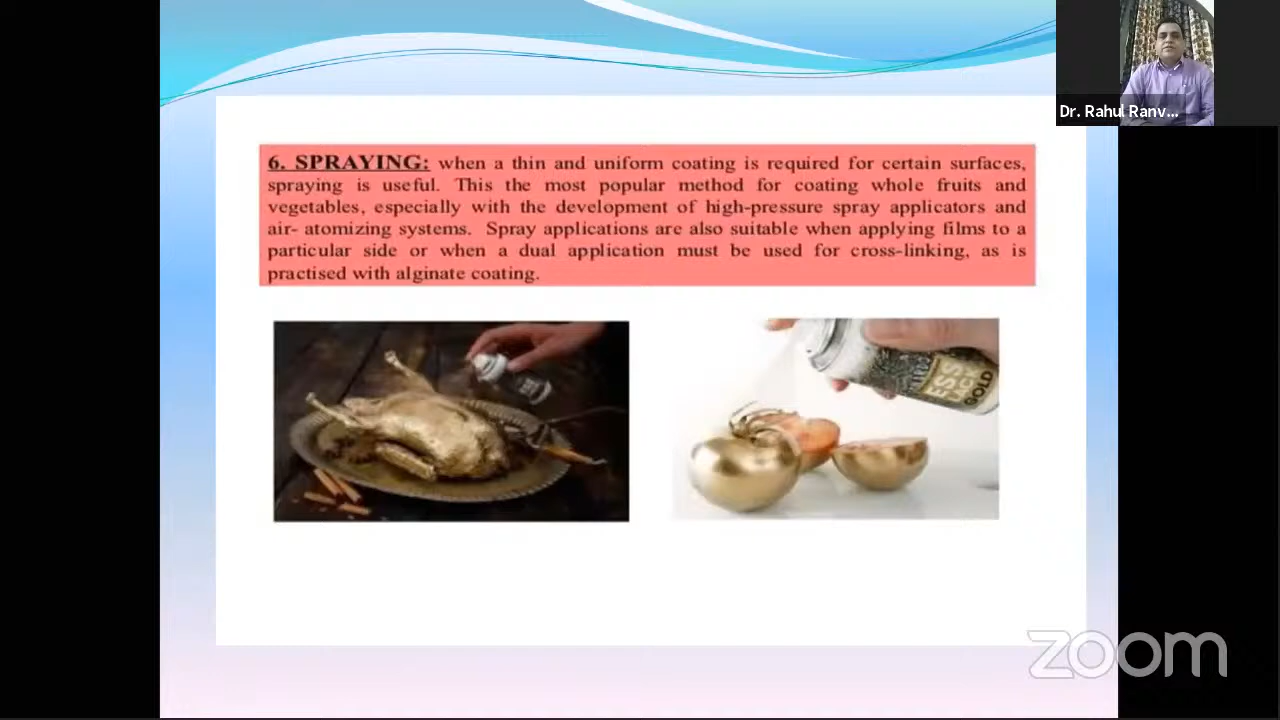 Dr. Rahul Ranv...
6. SPRAYING: when a thin and uniform coating is required for certain surfaces,
spraying is useful. This the most popular method for coating whole fruits and
vegetables, especially with the development of high-pressure spray applicators and
air- atomizing systems. Spray applications are also suitable when applying films to a
particular side or when a dual application must be used for cross-linking, as is
practised with alginate coating.
GOLD
zoom